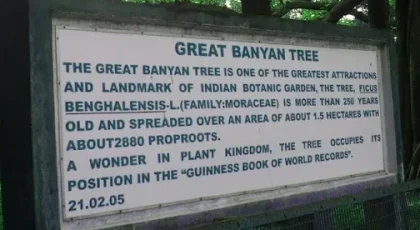 GREAT BANYAN TREE
THE GREAT BANYAN TREE IS ONE OF THE GREATEST ATTRACTIONS
AND LANDMARK OF INDIAN BOTANIC GARDEN, THE TREE, FICUS
BENGHALENSIS-L.(FAMILY:MORACEAE) IS MORE THAN 250 YEARS
OLD AND SPREADED OVER AN AREA OF ABOUT 1.5 HECTARES WITH
ABOUT2880 PROPROOTS.
A WONDER IN PLANT KINGDOM, THE TREE OCCUPIES ITS
POSITION IN THE "GUINNESS BOOK OF WORLD RECORDS".
21.02.05